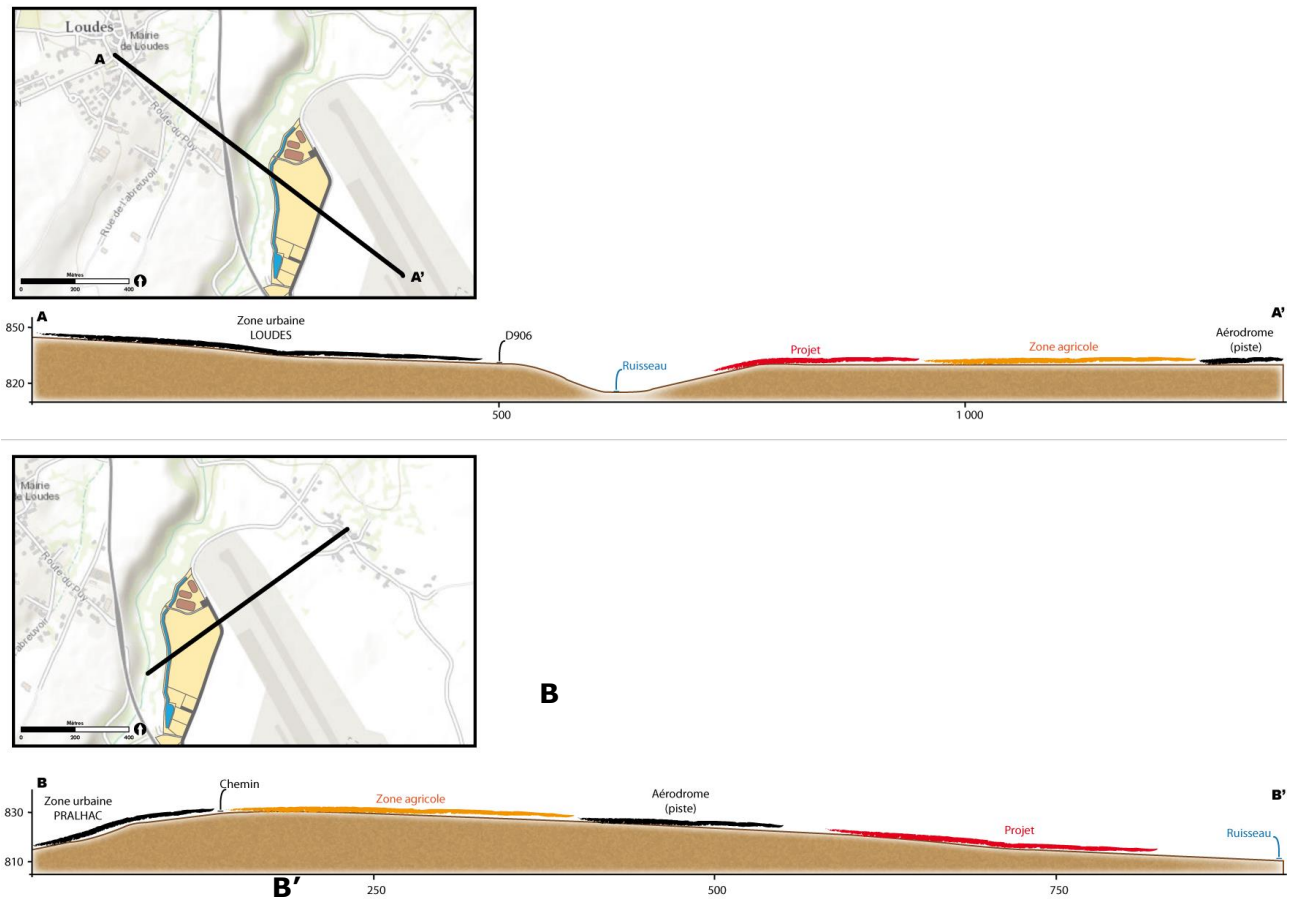 Loudes
Mairie
de Loudes
A
Route du Puy
Rue de l'abreuvoir
A'
Mètres
0 200 400
A
A'
Zone urbaine
LOUDES
D906
Ruisseau
Projet
Zone agricole
Aérodrome
(piste)
850
820
500
1 000
Mairie
de Loudes
Route du Puy
l'abreuvoir
Mètres
0 200 400
B
B
B'
Zone urbaine
PRALHAC
Chemin
Zone agricole
Aérodrome
(piste)
Projet
Ruisseau
830
810
B'
250
500
750